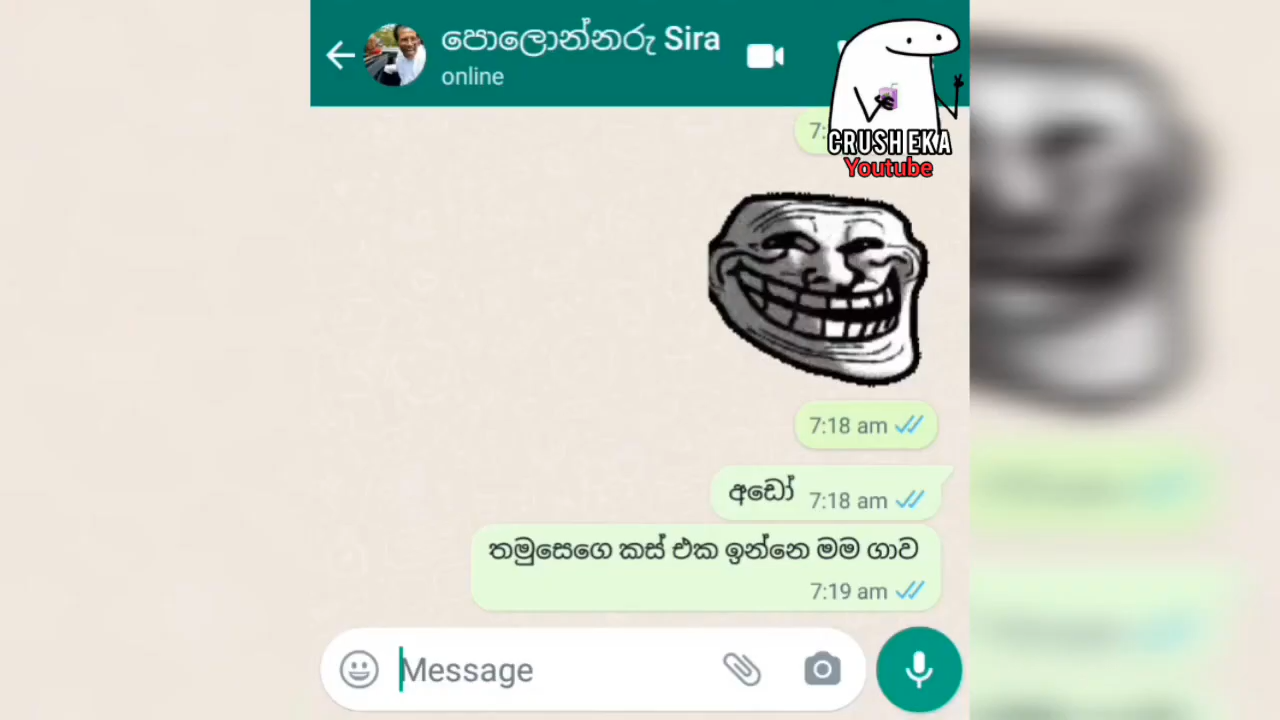 පොලොන්නරු Sira
online
7:
CRUSH EKA
Youtube
7:18 am
අඩෝ 7:18 am
තමුසෙගෙ කස් එක ඉන්නෙ මම ගාව
7:19 am
Message